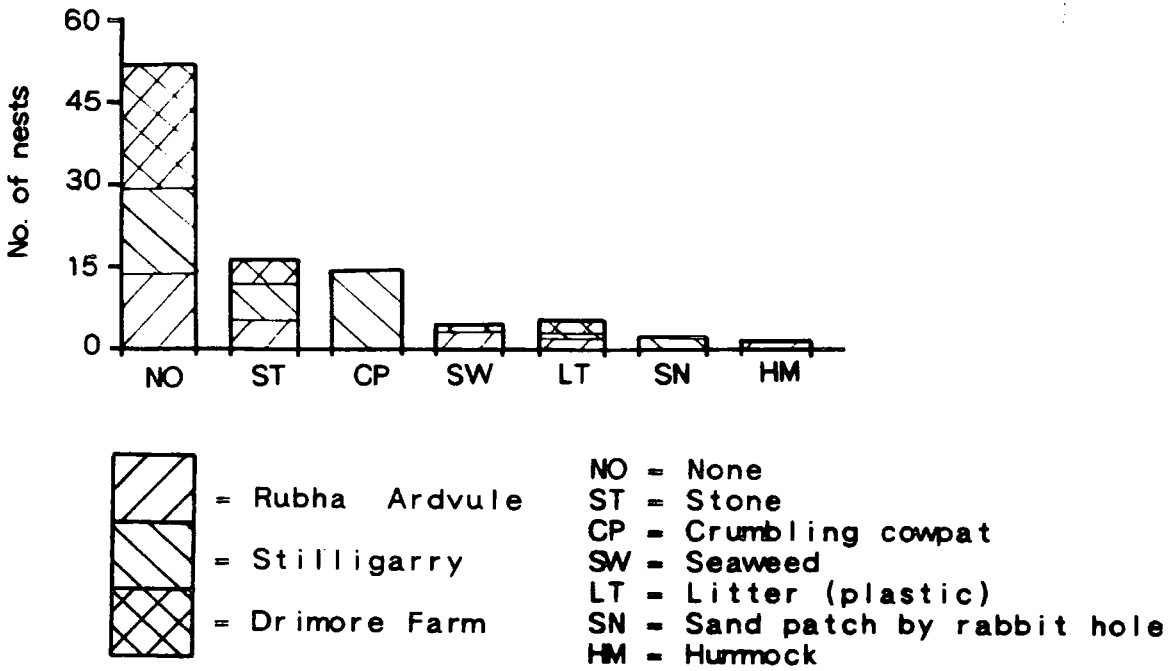 60
45
30
15
0
No. of nests
NO ST CP SW LT SN HM
= Rubha Ardvule
= Stilligarry
= Drimore Farm
NO = None
ST = Stone
CP = Crumbling cowpat
SW = Seaweed
LT = Litter (plastic)
SN = Sand patch by rabbit hole
HM = Hummock